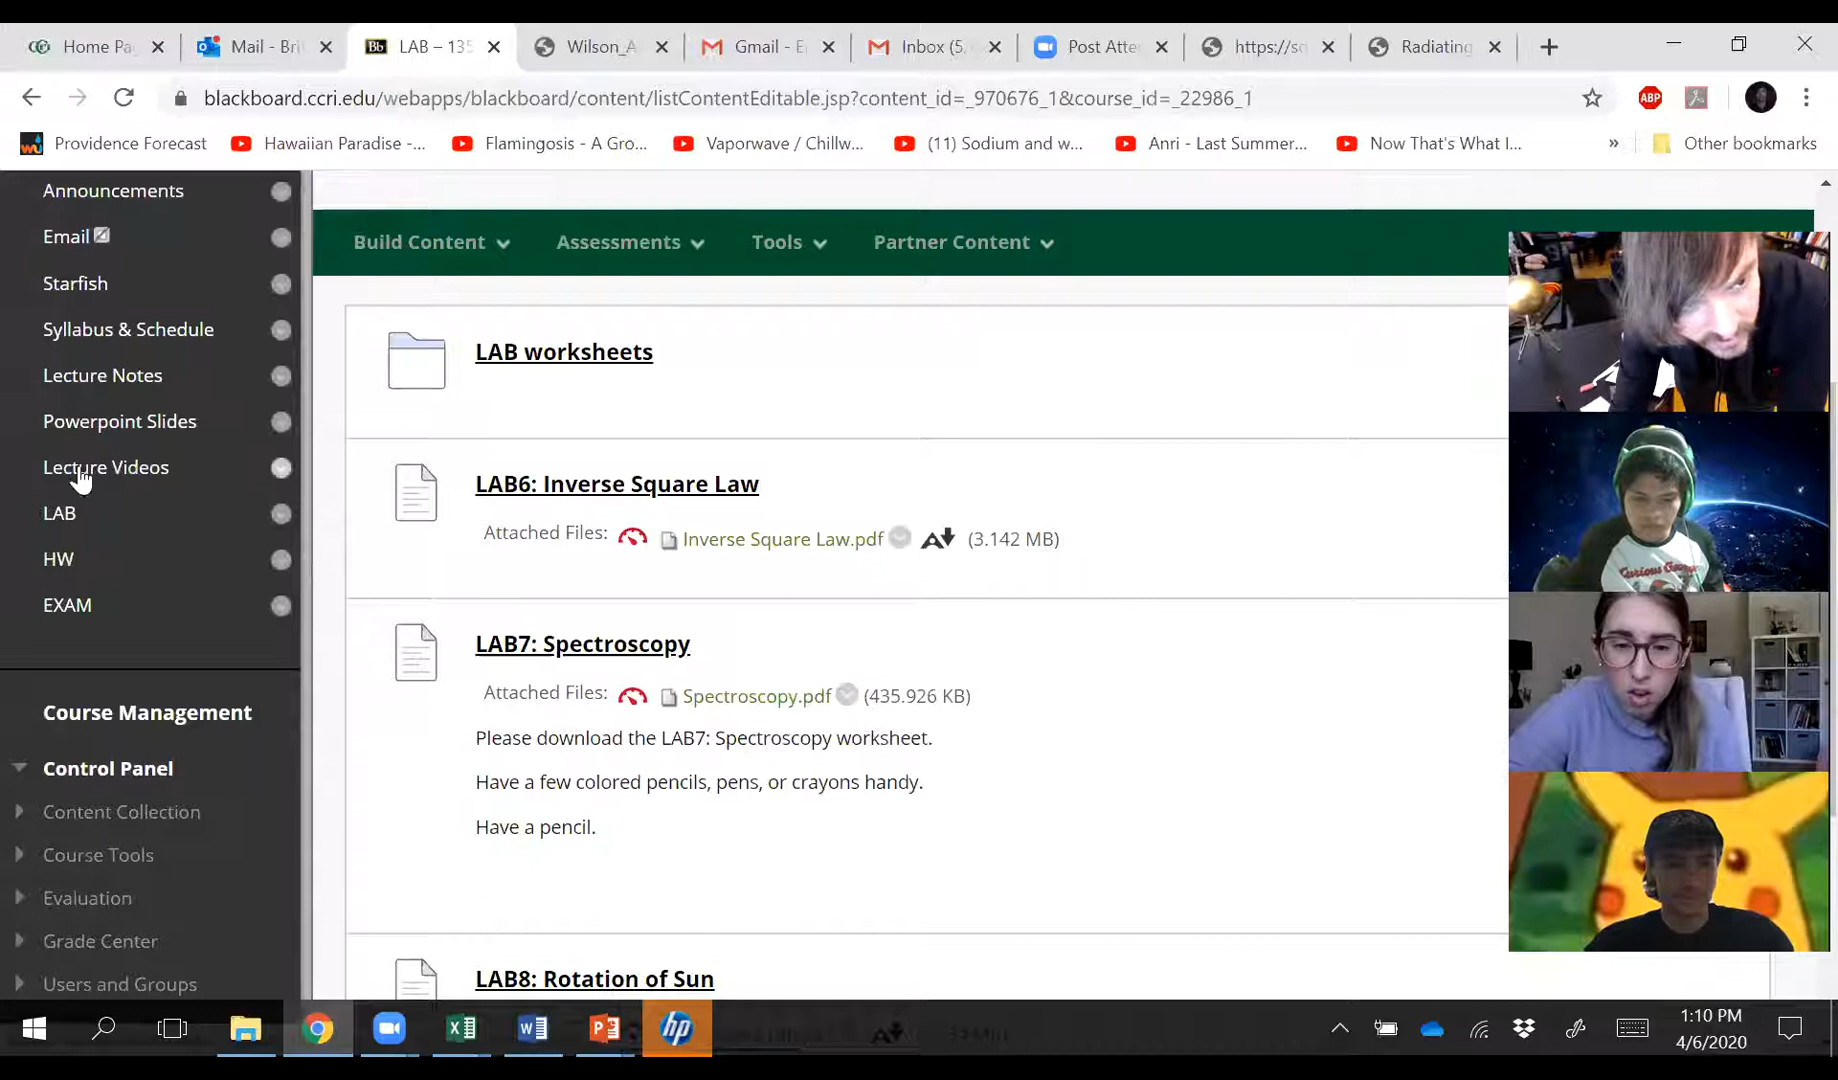 Home Pa
Mail - Bri
Bb
LAB – 135
Wilson_A
Gmail - E
Inbox (5,
Post Atte
https://sc
Radiating
blackboard.ccri.edu/webapps/blackboard/content/listContentEditable.jsp?content_id=_970676_1&course_id=_22986_1
ABP
Providence Forecast
Hawaiian Paradise -...
Flamingosis - A Gro...
Vaporwave / Chillw...
(11) Sodium and w...
Anri - Last Summer...
Now That's What I...
»
Other bookmarks
Announcements
Email
Starfish
Syllabus & Schedule
Lecture Notes
Powerpoint Slides
Lecture Videos
LAB
HW
EXAM
Course Management
Control Panel
Content Collection
Course Tools
Evaluation
Grade Center
Users and Groups
Build Content
Assessments
Tools
Partner Content
LAB worksheets
LAB6: Inverse Square Law
Attached Files: Inverse Square Law.pdf (3.142 MB)
LAB7: Spectroscopy
Attached Files: Spectroscopy.pdf (435.926 KB)
Please download the LAB7: Spectroscopy worksheet.
Have a few colored pencils, pens, or crayons handy.
Have a pencil.
LAB8: Rotation of Sun
Curious George
hp
1:10 PM
4/6/2020